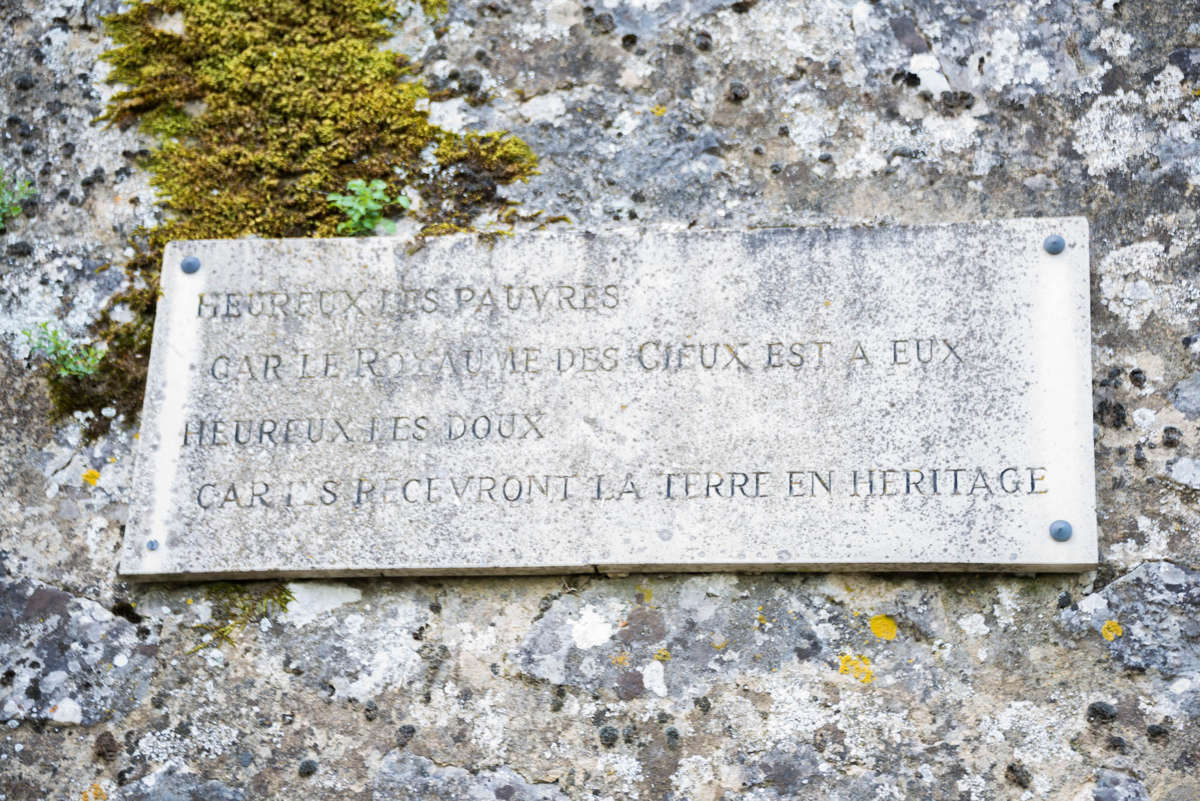 HEUREUX LES PAUVRES
CAR LE ROYAUME DES CIEUX EST A EUX
HEUREUX LES DOUX
CAR ILS RECEVRONT LA TERRE EN HERITAGE